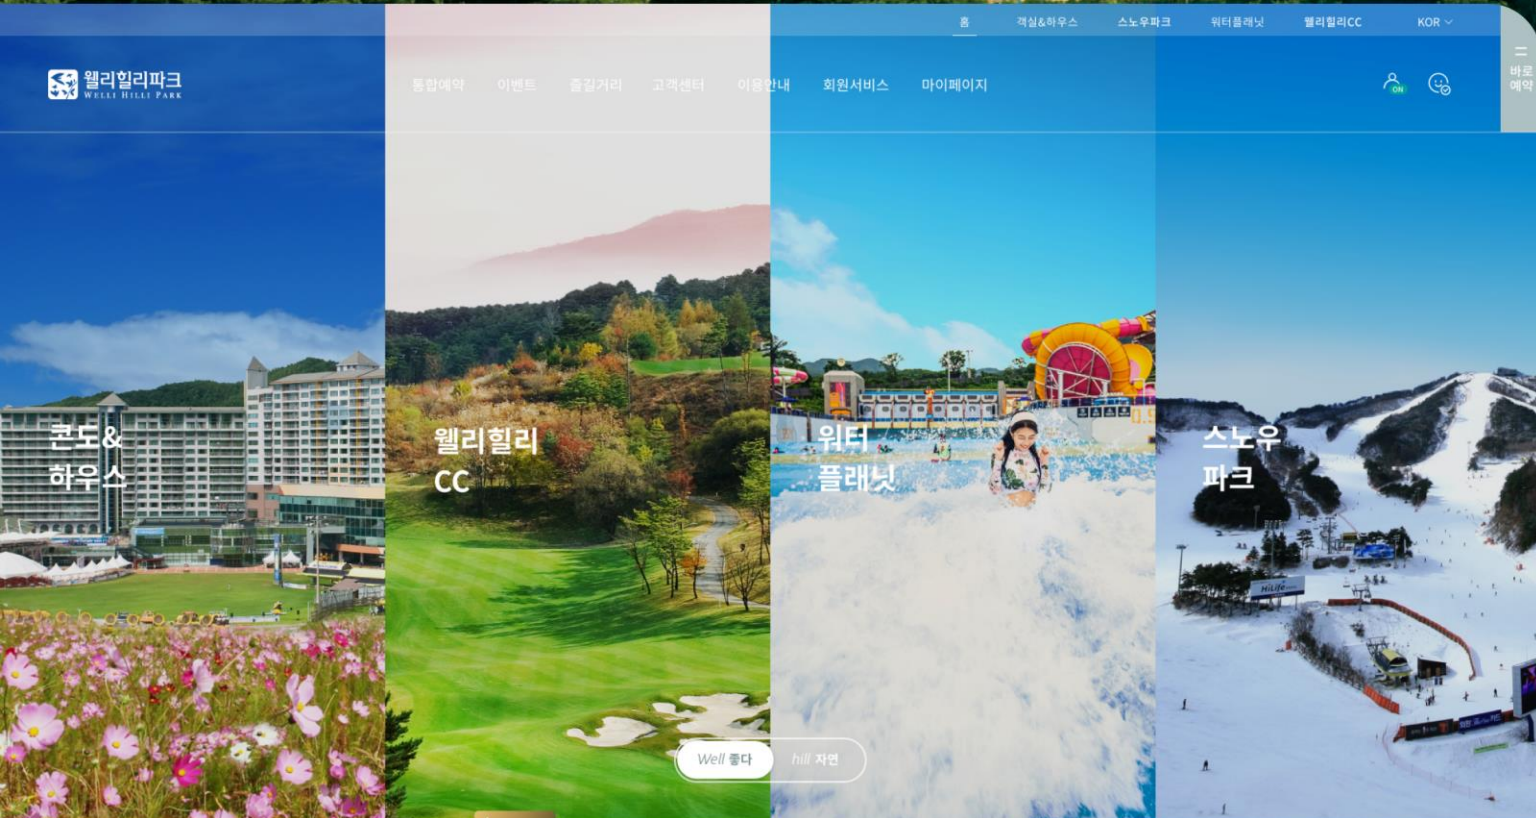 홈
객실&하우스
스노우파크
워터플래닛
웰리힐리CC
KOR
바로
예약
웰리힐리파크
WELLI HILLI PARK
통합예약
이벤트
즐길거리
고객센터
이용안내
회원서비스
마이페이지
ON
콘도&
하우스
웰리힐리
CC
워터
플래닛
스노우
파크
HiLife
Well 좋다
hill 자연